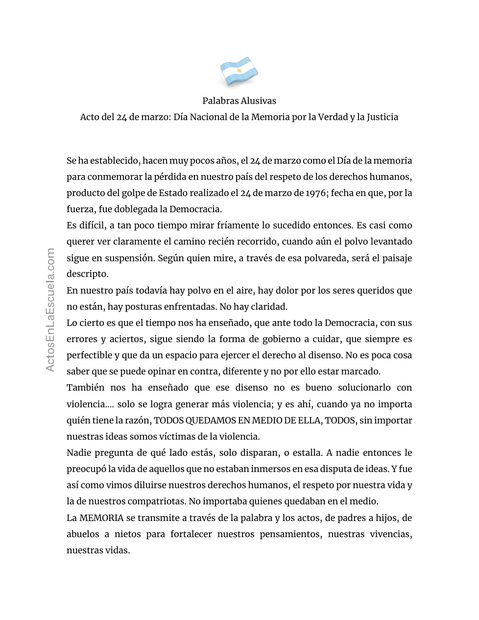 Palabras Alusivas
Acto del 24 de marzo: Día Nacional de la Memoria por la Verdad y la Justicia
Se ha establecido, hacen muy pocos años, el 24 de marzo como el Día de la memoria
para conmemorar la pérdida en nuestro país del respeto de los derechos humanos,
producto del golpe de Estado realizado el 24 de marzo de 1976; fecha en que, por la
fuerza, fue doblegada la Democracia.
Es difícil, a tan poco tiempo mirar fríamente lo sucedido entonces. Es casi como
querer ver claramente el camino recién recorrido, cuando aún el polvo levantado
sigue en suspensión. Según quien mire, a través de esa polvareda, será el paisaje
descripto.
En nuestro país todavía hay polvo en el aire, hay dolor por los seres queridos que
no están, hay posturas enfrentadas. No hay claridad.
Lo cierto es que el tiempo nos ha enseñado, que ante todo la Democracia, con sus
errores y aciertos, sigue siendo la forma de gobierno a cuidar, que siempre es
perfectible y que da un espacio para ejercer el derecho al disenso. No es poca cosa
saber que se puede opinar en contra, diferente y no por ello estar marcado.
También nos ha enseñado que ese disenso no es bueno solucionarlo con
violencia.... solo se logra generar más violencia; y es ahí, cuando ya no importa
quién tiene la razón, TODOS QUEDAMOS EN MEDIO DE ELLA, TODOS, sin importar
nuestras ideas somos víctimas de la violencia.
Nadie pregunta de qué lado estás, solo disparan, o estalla. A nadie entonces le
preocupó la vida de aquellos que no estaban inmersos en esa disputa de ideas. Y fue
así como vimos diluirse nuestros derechos humanos, el respeto por nuestra vida y
la de nuestros compatriotas. No importaba quienes quedaban en el medio.
La MEMORIA se transmite a través de la palabra y los actos, de padres a hijos, de
abuelos a nietos para fortalecer nuestros pensamientos, nuestras vivencias,
nuestras vidas.
ActosEnLaEscuela.com